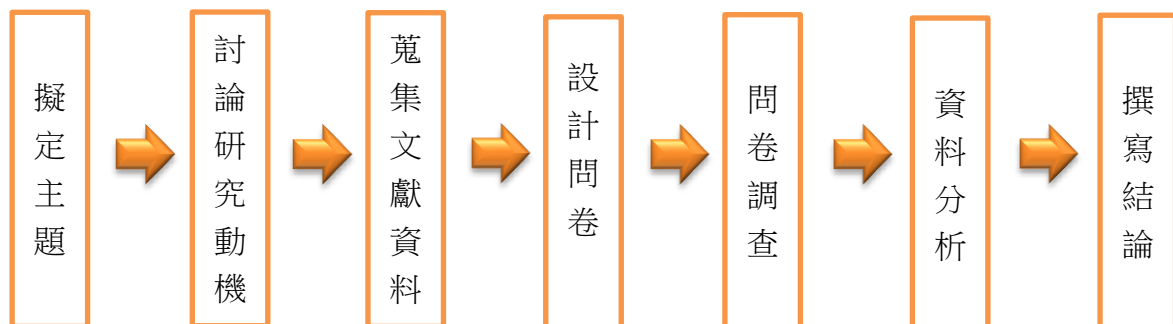 擬定主題
討論研究動機
蒐集文獻資料
設計問卷
問卷調查
資料分析
撰寫結論